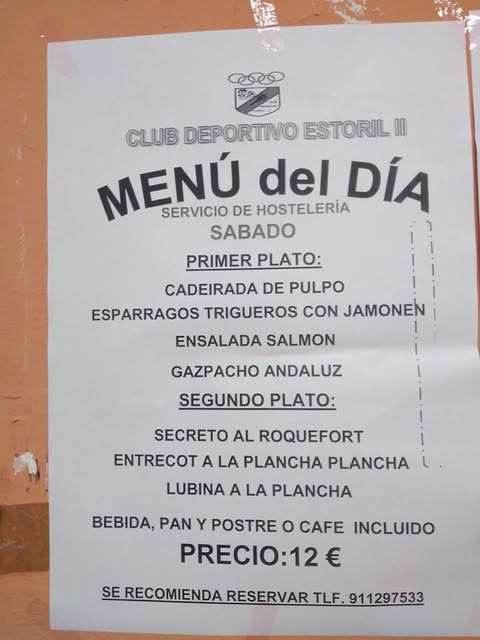 CLUB DEPORTIVO ESTORIL II
MENÚ del DÍA
SERVICIO DE HOSTELERÍA
SABADO
PRIMER PLATO:
CADEIRADA DE PULPO
ESPARRAGOS TRIGUEROS CON JAMONEN
ENSALADA SALMON
GAZPACHO ANDALUZ
SEGUNDO PLATO:
SECRETO AL ROQUEFORT
ENTRECOT A LA PLANCHA PLANCHA
LUBINA A LA PLANCHA
BEBIDA, PAN Y POSTRE O CAFE INCLUIDO
PRECIO:12 €
SE RECOMIENDA RESERVAR TLF. 911297533